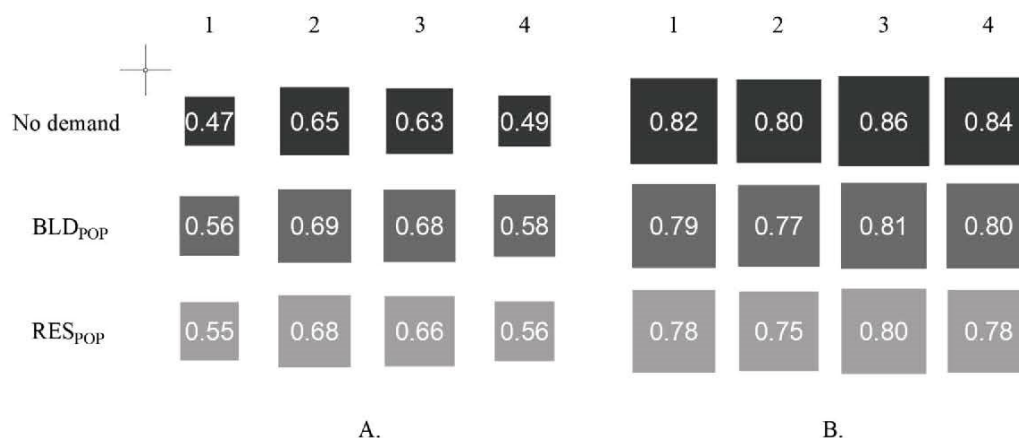 1 2 3 4 1 2 3 4
No demand 0.47 0.65 0.63 0.49 0.82 0.80 0.86 0.84
BLD_POP 0.56 0.69 0.68 0.58 0.79 0.77 0.81 0.80
RES_POP 0.55 0.68 0.66 0.56 0.78 0.75 0.80 0.78
A. B.